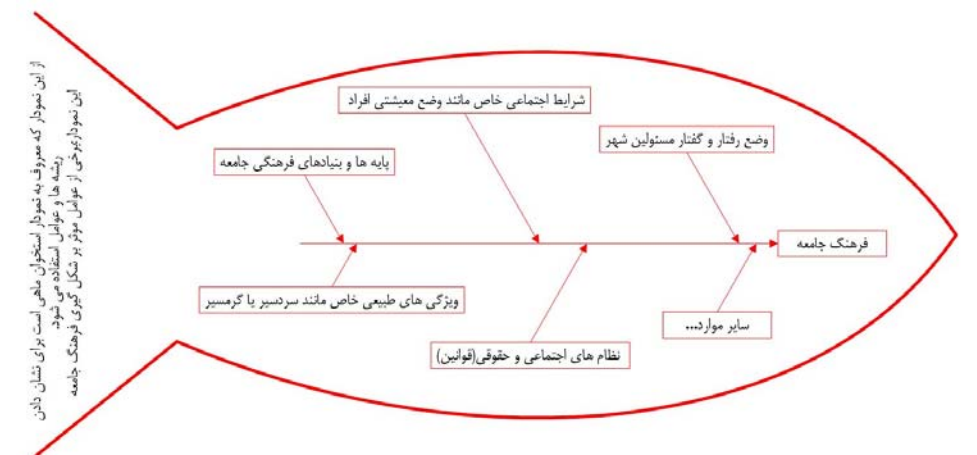 شرایط اجتماعی خاص مانند وضع معیشتی افراد
وضع رفتار و گفتار مسئولین شهر
پایه ها و بنیادهای فرهنگی جامعه
فرهنگ جامعه
ویژگی های طبیعی خاص مانند سردسیر یا گرمسیر
سایر موارد...
نظام های اجتماعی و حقوقی(قوانین)
از این نمودار که معروف به نمودار استخوان ماهی است برای نشان دادن
ریشه ها و عوامل استفاده می شود.
این نمودار،برخی از عوامل موثر بر شکل گیری فرهنگ جامعه